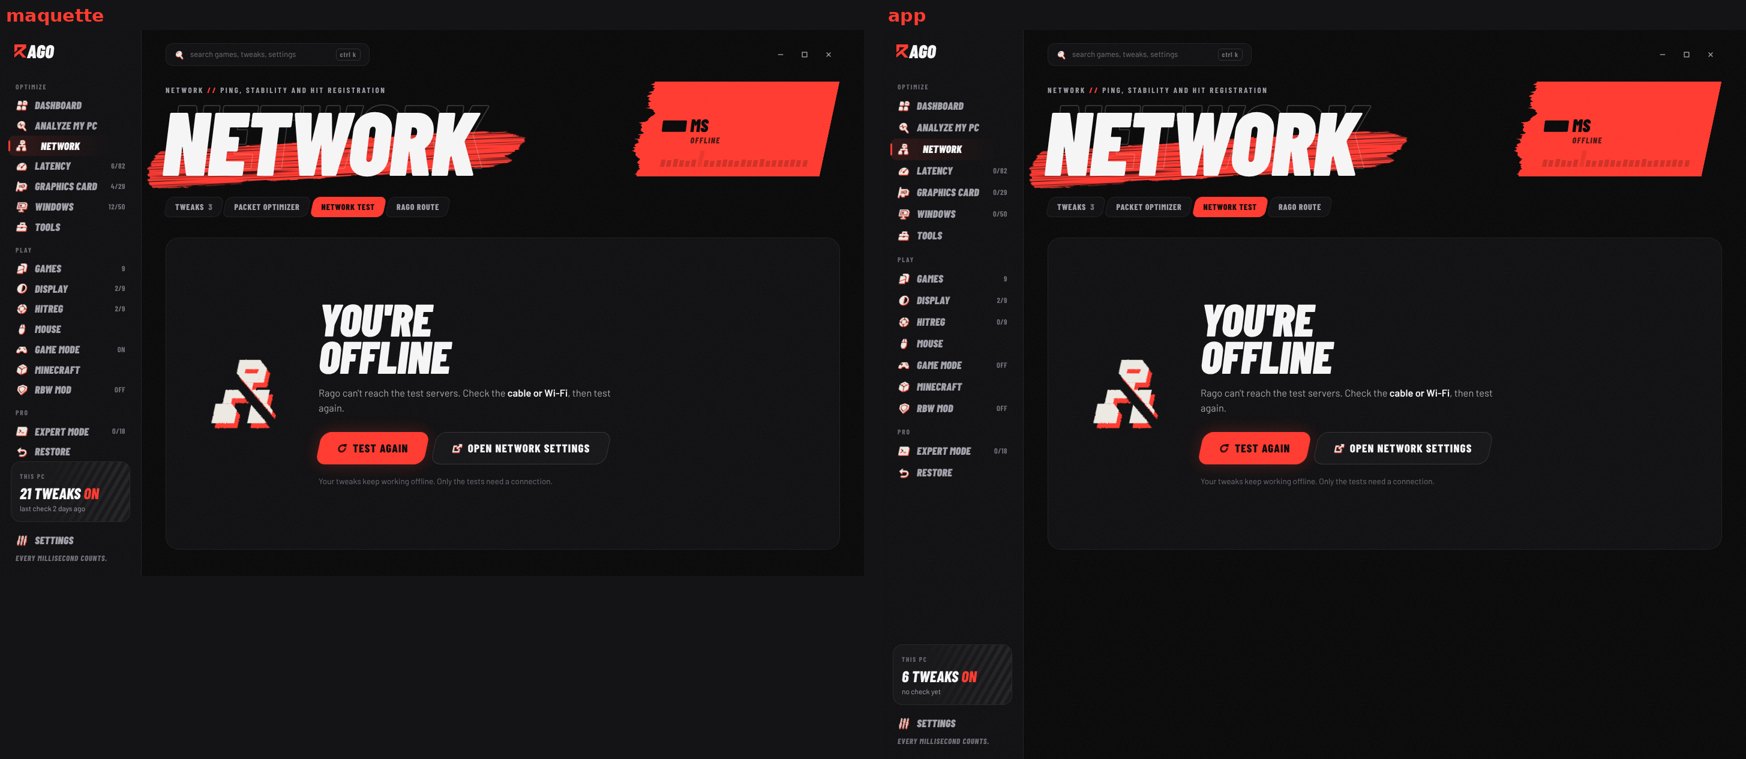 maquette
RAGO
search games, tweaks, settings
ctrl k
OPTIMIZE
DASHBOARD
ANALYZE MY PC
NETWORK
LATENCY 6/82
GRAPHICS CARD 4/29
WINDOWS 12/50
TOOLS
PLAY
GAMES 9
DISPLAY 2/9
HITREG 2/9
MOUSE
GAME MODE ON
MINECRAFT
RBW MOD OFF
PRO
EXPERT MODE 0/18
RESTORE
THIS PC
21 TWEAKS ON
last check 2 days ago
SETTINGS
EVERY MILLISECOND COUNTS.
NETWORK // PING, STABILITY AND HIT REGISTRATION
NETWORK
MS
OFFLINE
TWEAKS 3
PACKET OPTIMIZER
NETWORK TEST
RAGO ROUTE
YOU'RE
OFFLINE
Rago can't reach the test servers. Check the cable or Wi-Fi, then test
again.
TEST AGAIN
OPEN NETWORK SETTINGS
Your tweaks keep working offline. Only the tests need a connection.
app
RAGO
search games, tweaks, settings
ctrl k
OPTIMIZE
DASHBOARD
ANALYZE MY PC
NETWORK
LATENCY 0/82
GRAPHICS CARD 0/29
WINDOWS 0/50
TOOLS
PLAY
GAMES 9
DISPLAY 2/9
HITREG 0/9
MOUSE
GAME MODE OFF
MINECRAFT
RBW MOD OFF
PRO
EXPERT MODE 0/18
RESTORE
THIS PC
6 TWEAKS ON
no check yet
SETTINGS
EVERY MILLISECOND COUNTS.
NETWORK // PING, STABILITY AND HIT REGISTRATION
NETWORK
MS
OFFLINE
TWEAKS 3
PACKET OPTIMIZER
NETWORK TEST
RAGO ROUTE
YOU'RE
OFFLINE
Rago can't reach the test servers. Check the cable or Wi-Fi, then test
again.
TEST AGAIN
OPEN NETWORK SETTINGS
Your tweaks keep working offline. Only the tests need a connection.